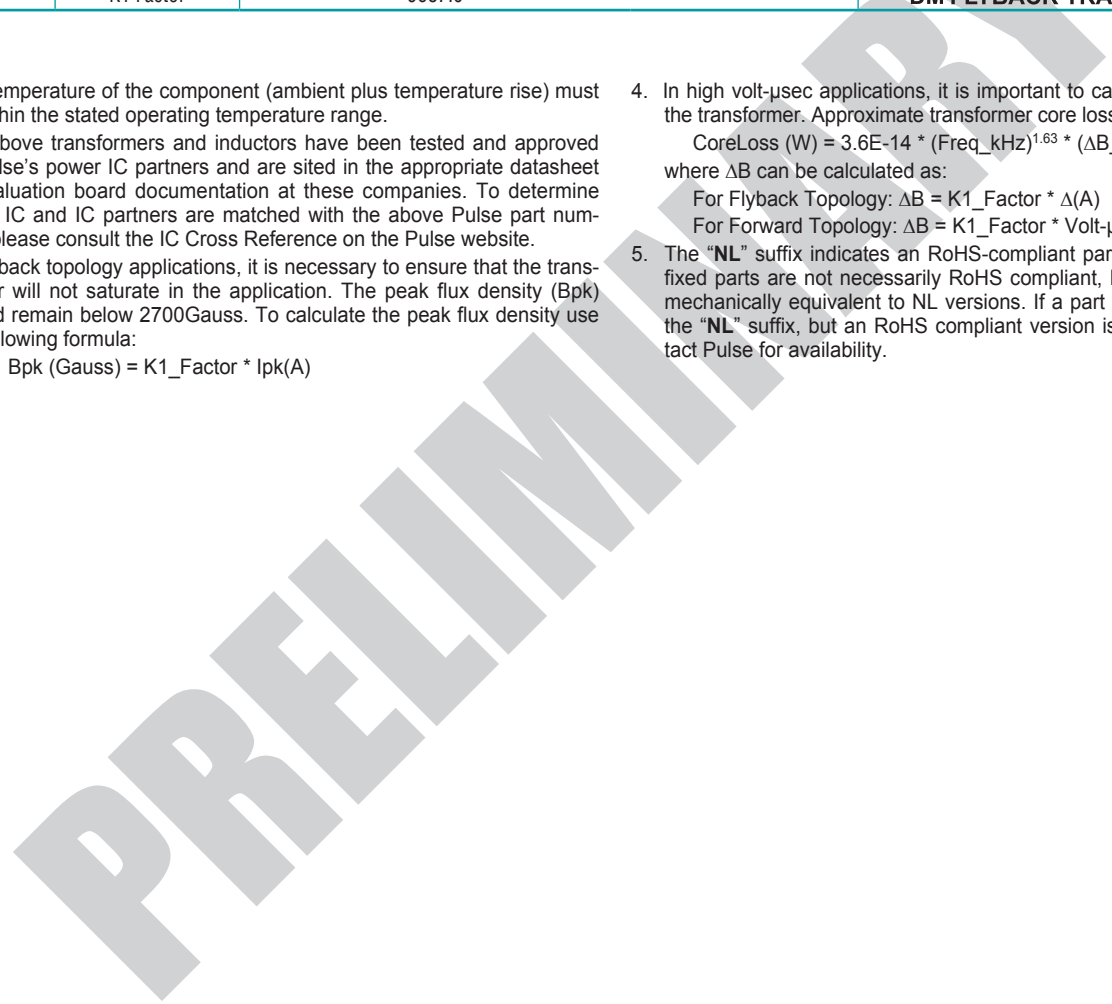 emperature of the component (ambient plus temperature rise) must
hin the stated operating temperature range.
bove transformers and inductors have been tested and approved
lse's power IC partners and are sited in the appropriate datasheet
aluation board documentation at these companies. To determine
IC and IC partners are matched with the above Pulse part num-
please consult the IC Cross Reference on the Pulse website.
back topology applications, it is necessary to ensure that the trans-
r will not saturate in the application. The peak flux density (Bpk)
d remain below 2700Gauss. To calculate the peak flux density use
lowing formula:
Bpk (Gauss) = K1_Factor * Ipk(A)
4. In high volt-µsec applications, it is important to ca
the transformer. Approximate transformer core loss
CoreLoss (W) = 3.6E-14 * (Freq_kHz)1.63 * (ΔB_
where ΔB can be calculated as:
For Flyback Topology: ΔB = K1_Factor * Δ(A)
For Forward Topology: ΔB = K1_Factor * Volt-µ
5. The "NL" suffix indicates an RoHS-compliant par
fixed parts are not necessarily RoHS compliant,
mechanically equivalent to NL versions. If a part
the "NL" suffix, but an RoHS compliant version is
tact Pulse for availability.
PRELIMINARY